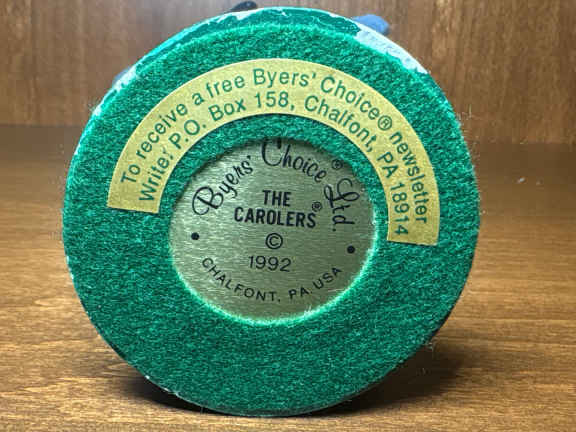 To receive a free Byers' Choice® newsletter
Write: P.O. Box 158, Chalfont, PA 18914
Byers' Choice® Ltd.
THE
CAROLERS®
©
1992
• CHALFONT, PA USA •